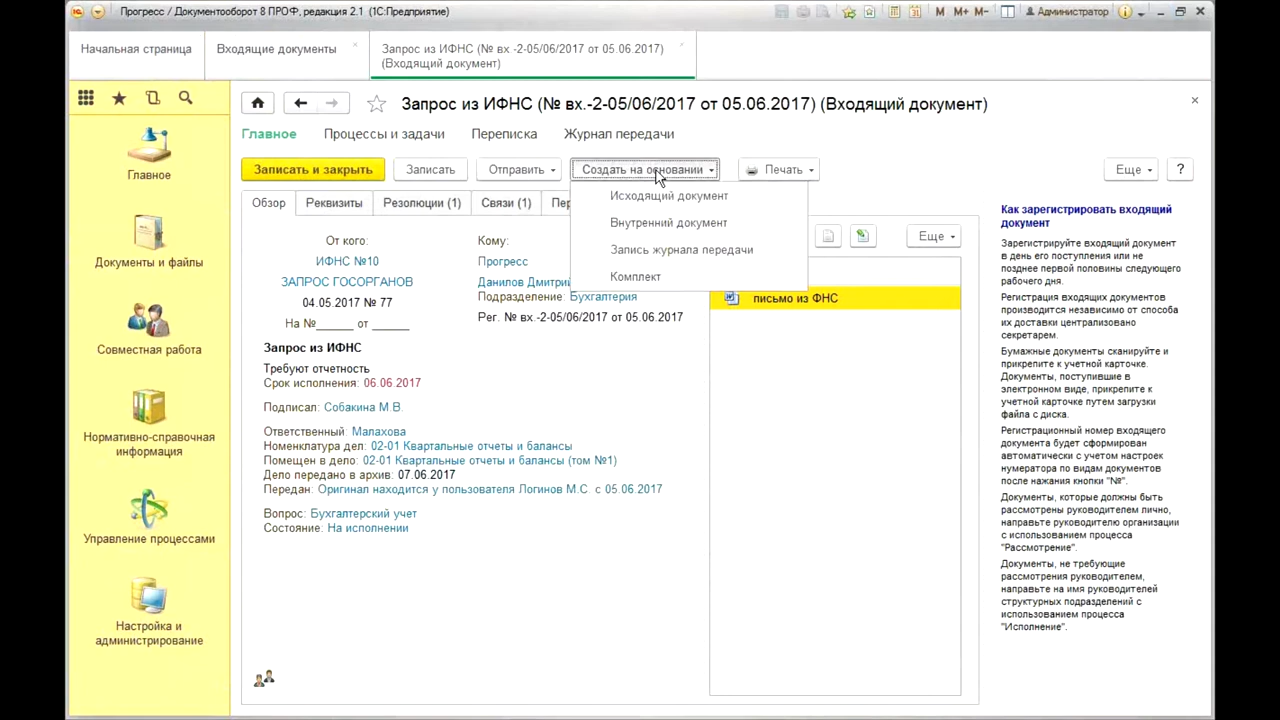 Прогресс / Документооборот 8 ПРОФ, редакция 2.1 (1С:Предприятие)
M M+ M-
Администратор
Начальная страница
Входящие документы
Запрос из ИФНС (№ вх -2-05/06/2017 от 05.06.2017)
(Входящий документ)
Запрос из ИФНС (№ вх.-2-05/06/2017 от 05.06.2017) (Входящий документ)
Главное
Процессы и задачи
Переписка
Журнал передачи
Записать и закрыть
Записать
Отправить
Создать на основании
Печать
Еще
?
Исходящий документ
Внутренний документ
Запись журнала передачи
Комплект
Обзор
Реквизиты
Резолюции (1)
Связи (1)
Еще
Главное
Документы и файлы
Совместная работа
Нормативно-справочная
информация
Управление процессами
Настройка и
администрирование
От кого:
ИФНС №10
ЗАПРОС ГОСОРГАНОВ
04.05.2017 № 77
На №______ от ______
Кому:
Прогресс
Данилов Дмитрий
Подразделение Бухгалтерия
Рег. № вх.-2-05/06/2017 от 05.06.2017
Запрос из ИФНС
Требуют отчетность
Срок исполнения: 06.06.2017
Подписал: Собакина М.В.
Ответственный: Малахова
Номенклатура дел: 02-01 Квартальные отчеты и балансы
Помещен в дело: 02-01 Квартальные отчеты и балансы (том №1)
Дело передано в архив: 07.06.2017
Передан: Оригинал находится у пользователя Логинов М.С. с 05.06.2017
Вопрос: Бухгалтерский учет
Состояние: На исполнении
письмо из ФНС
Как зарегистрировать входящий
документ
Зарегистрируйте входящий документ
в день его поступления или не
позднее первой половины следующего
рабочего дня.
Регистрация входящих документов
производится независимо от способа
их доставки централизовано
секретарем.
Бумажные документы сканируйте и
прикрепите к учетной карточке.
Документы, поступившие в
электронном виде, прикрепите к
учетной карточке путем загрузки
файла с диска.
Регистрационный номер входящего
документа будет сформирован
автоматически с учетом настроек
нумератора по видам документов
после нажания кнопки "№".
Документы, которые должны быть
рассмотрены руководителем лично,
направьте руководителю организации
с использованием процесса
"Рассмотрение".
Документы, не требующие
рассмотрения руководителем,
направьте на имя руководителей
структурных подразделений с
использованием процесса
"Исполнение".